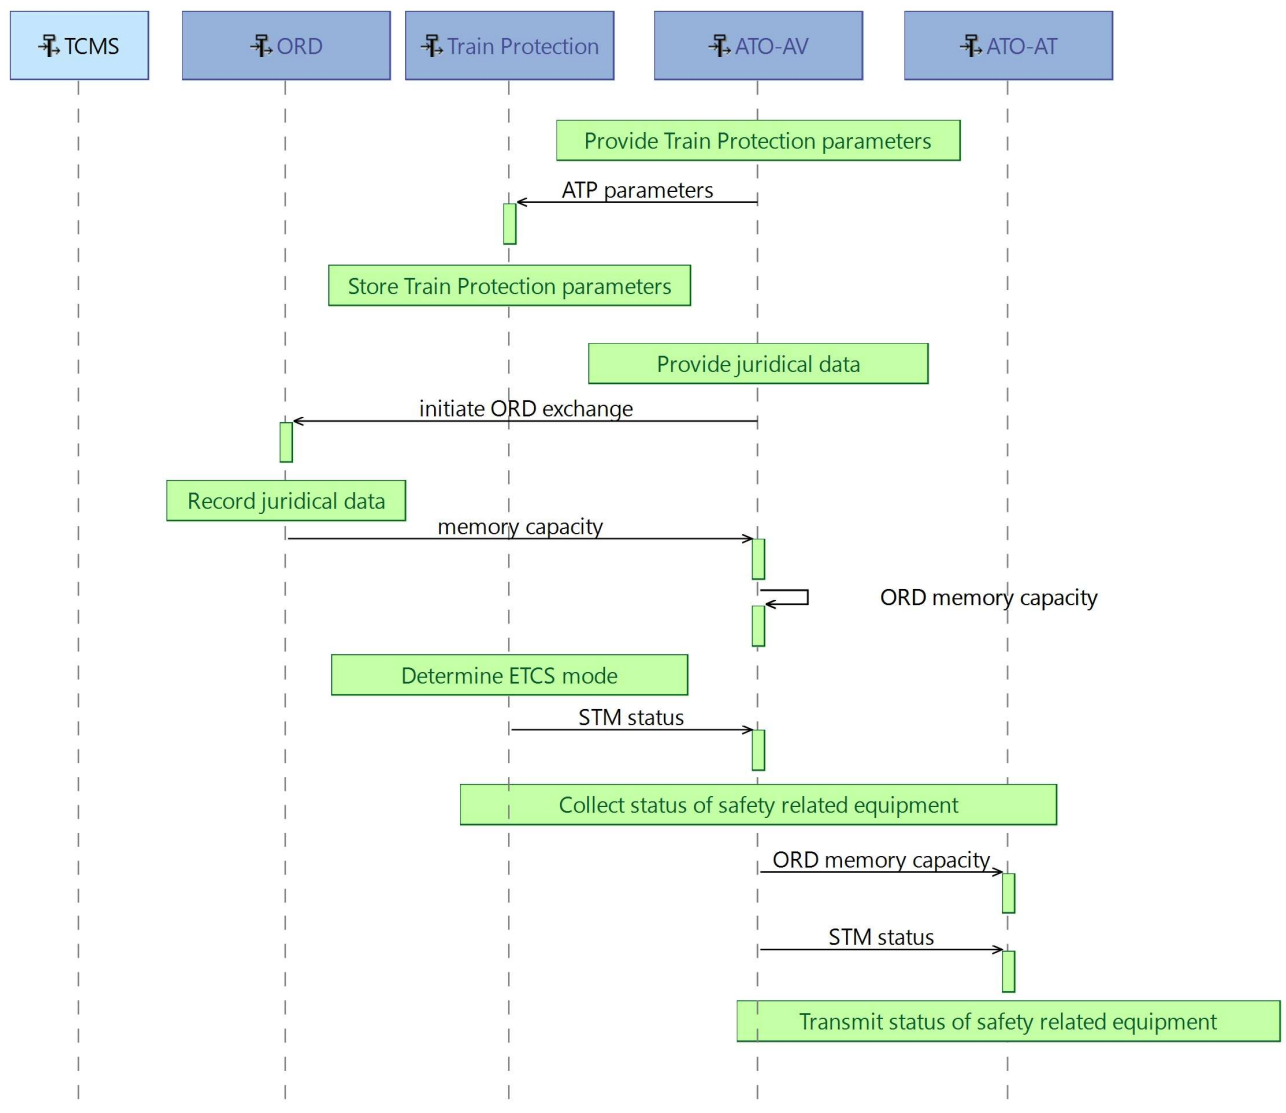 TCMS
ORD
Train Protection
ATO-AV
ATO-AT
Provide Train Protection parameters
ATP parameters
Store Train Protection parameters
Provide juridical data
initiate ORD exchange
Record juridical data
memory capacity
ORD memory capacity
Determine ETCS mode
STM status
Collect status of safety related equipment
ORD memory capacity
STM status
Transmit status of safety related equipment